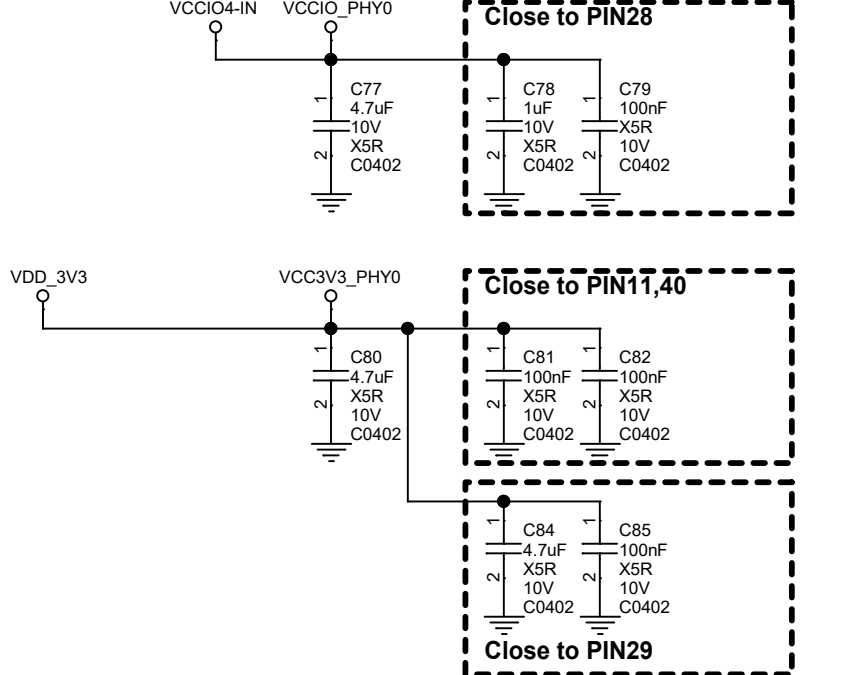 VCCIO4-IN
VCCIO_PHY0
Close to PIN28
1
2
C77
4.7uF
10V
X5R
C0402
1
2
C78
1uF
10V
X5R
C0402
1
2
C79
100nF
X5R
10V
C0402
VDD_3V3
VCC3V3_PHY0
Close to PIN11,40
1
2
C80
4.7uF
X5R
10V
C0402
1
2
C81
100nF
X5R
10V
C0402
1
2
C82
100nF
X5R
10V
C0402
1
2
C84
4.7uF
X5R
10V
C0402
1
2
C85
100nF
X5R
10V
C0402
Close to PIN29